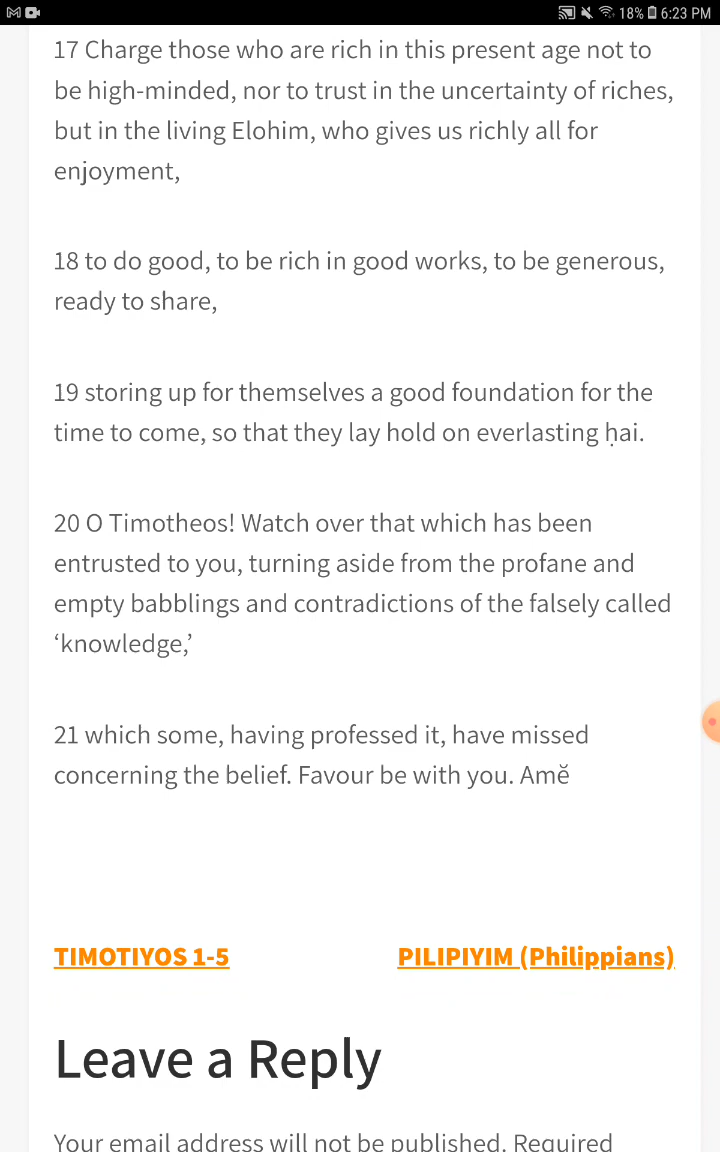 18% 6:23 PM
17 Charge those who are rich in this present age not to
be high-minded, nor to trust in the uncertainty of riches,
but in the living Elohim, who gives us richly all for
enjoyment,
18 to do good, to be rich in good works, to be generous,
ready to share,
19 storing up for themselves a good foundation for the
time to come, so that they lay hold on everlasting ḥai.
20 O Timotheos! Watch over that which has been
entrusted to you, turning aside from the profane and
empty babblings and contradictions of the falsely called
‘knowledge,’
21 which some, having professed it, have missed
concerning the belief. Favour be with you. Amĕ
TIMOTIYOS 1-5 PILIPIYIM (Philippians)
Leave a Reply
Your email address will not be published. Required